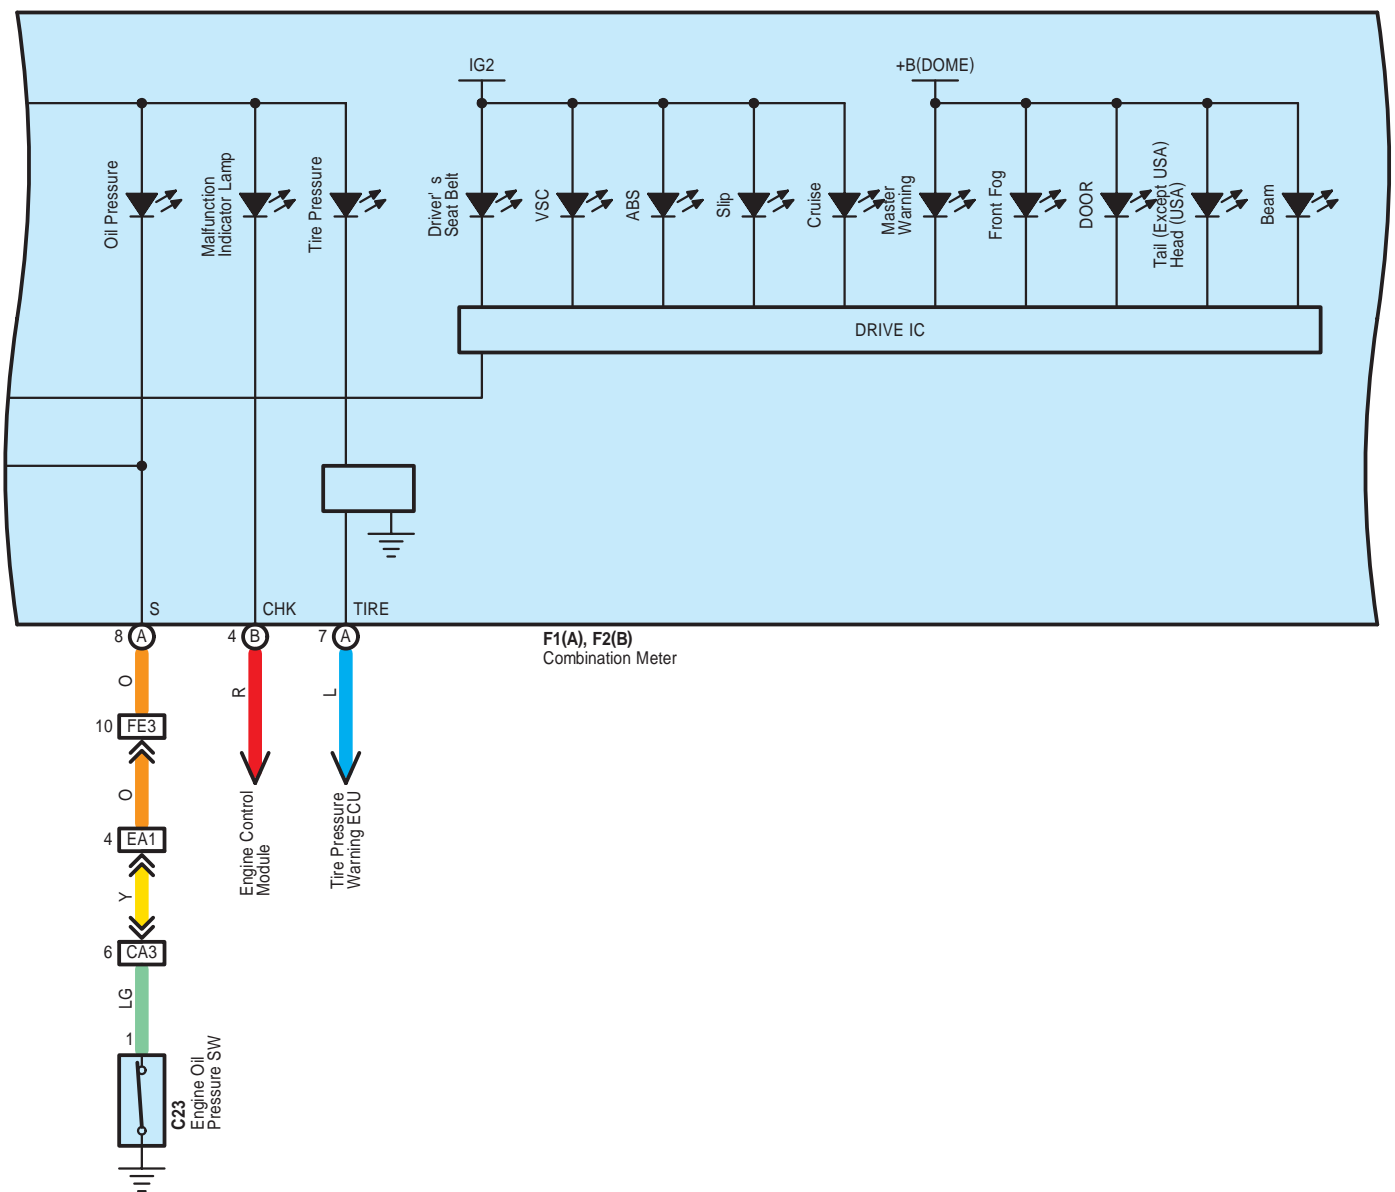 IG2
+B(DOME)
Oil Pressure
Malfunction
Indicator Lamp
Tire Pressure
Driver' s
Seat Belt
VSC
ABS
Slip
Cruise
Master
Warning
Front Fog
DOOR
Tail (Except USA)
Head (USA)
Beam
DRIVE IC
S
CHK
TIRE
8 A
4 B
7 A
F1(A), F2(B)
Combination Meter
O
R
L
10 FE3
O
4 EA1
Engine Control
Module
Tire Pressure
Warning ECU
Y
6 CA3
LG
1
C23
Engine Oil
Pressure SW